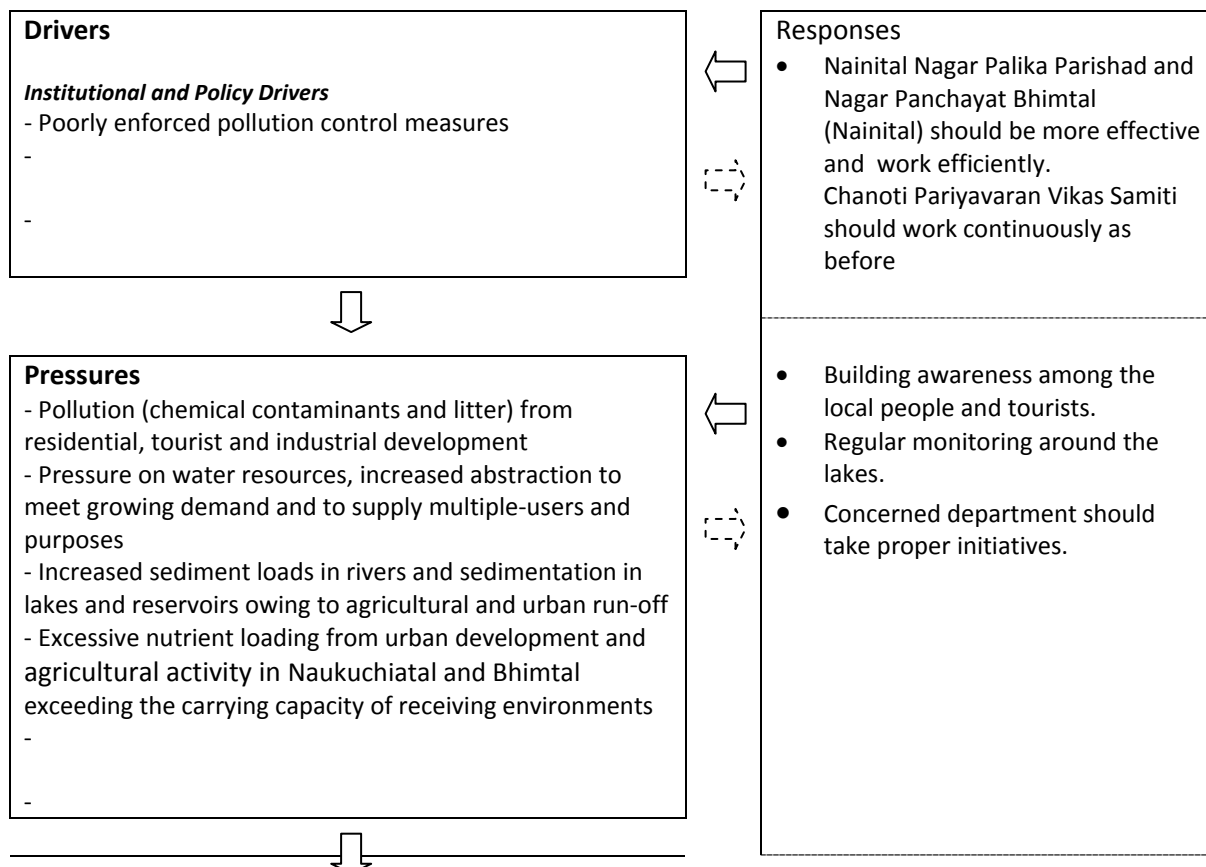 Drivers
Institutional and Policy Drivers
- Poorly enforced pollution control measures
-
-
Pressures
- Pollution (chemical contaminants and litter) from
residential, tourist and industrial development
- Pressure on water resources, increased abstraction to
meet growing demand and to supply multiple-users and
purposes
- Increased sediment loads in rivers and sedimentation in
lakes and reservoirs owing to agricultural and urban run-off
- Excessive nutrient loading from urban development and
agricultural activity in Naukuchiatal and Bhimtal
exceeding the carrying capacity of receiving environments
-
-
Responses
• Nainital Nagar Palika Parishad and
Nagar Panchayat Bhimtal
(Nainital) should be more effective
and work efficiently.
Chanoti Pariyavaran Vikas Samiti
should work continuously as
before
• Building awareness among the
local people and tourists.
• Regular monitoring around the
lakes.
• Concerned department should
take proper initiatives.